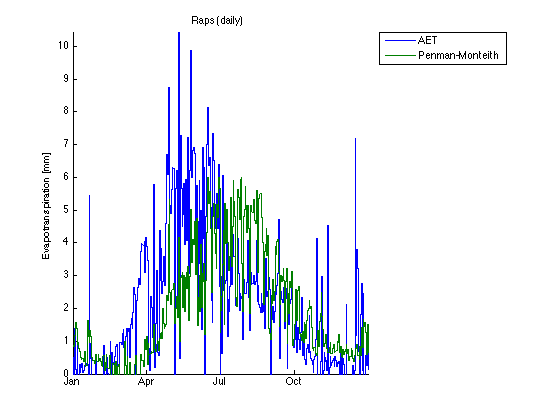 Raps (daily)
AET
Penman-Monteith
Evapotranspiration [mm]
10
9
8
7
6
5
4
3
2
1
0
Jan
Apr
Jul
Oct